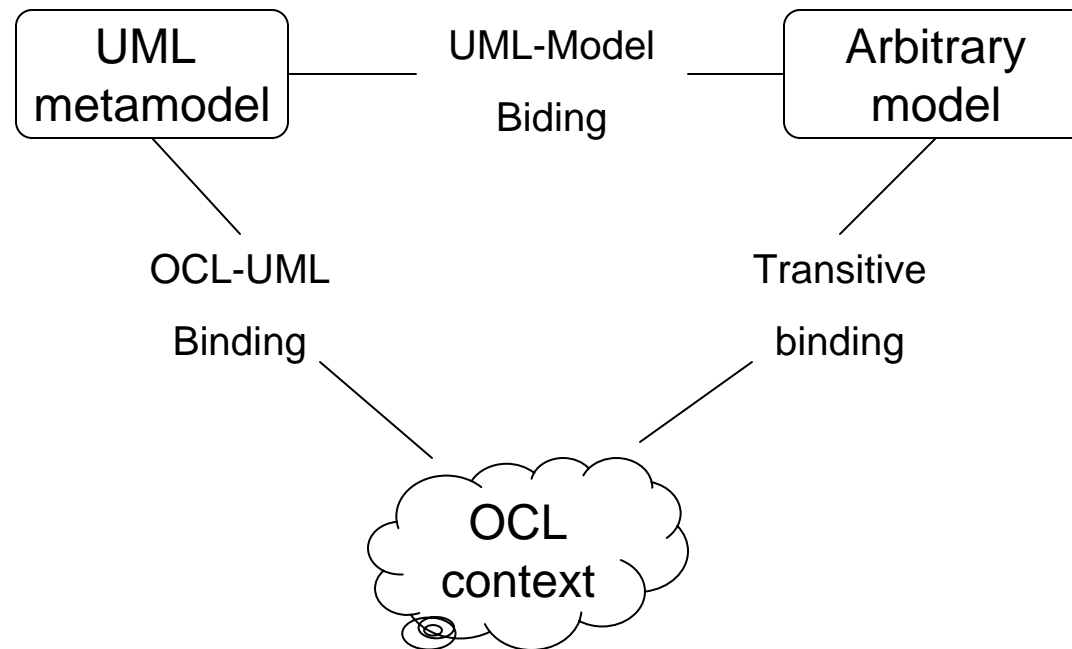 UML
metamodel
UML-Model
Biding
Arbitrary
model
OCL-UML
Binding
Transitive
binding
OCL
context